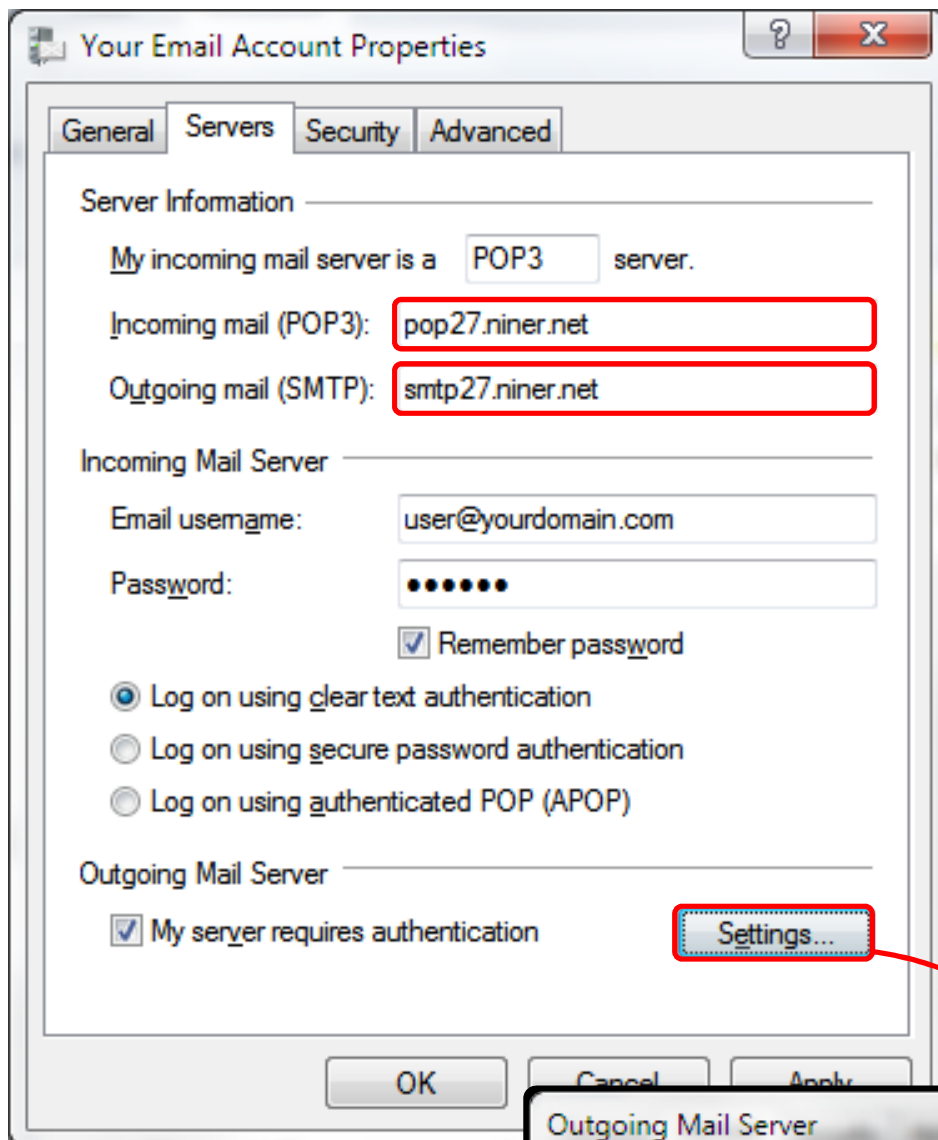 Your Email Account Properties
General Servers Security Advanced
Server Information
My incoming mail server is a POP3 server.
Incoming mail (POP3): pop27.niner.net
Outgoing mail (SMTP): smtp27.niner.net
Incoming Mail Server
Email username: user@yourdomain.com
Password: ••••••
Remember password
Log on using clear text authentication
Log on using secure password authentication
Log on using authenticated POP (APOP)
Outgoing Mail Server
My server requires authentication Settings...
OK Cancel Apply
Outgoing Mail Server